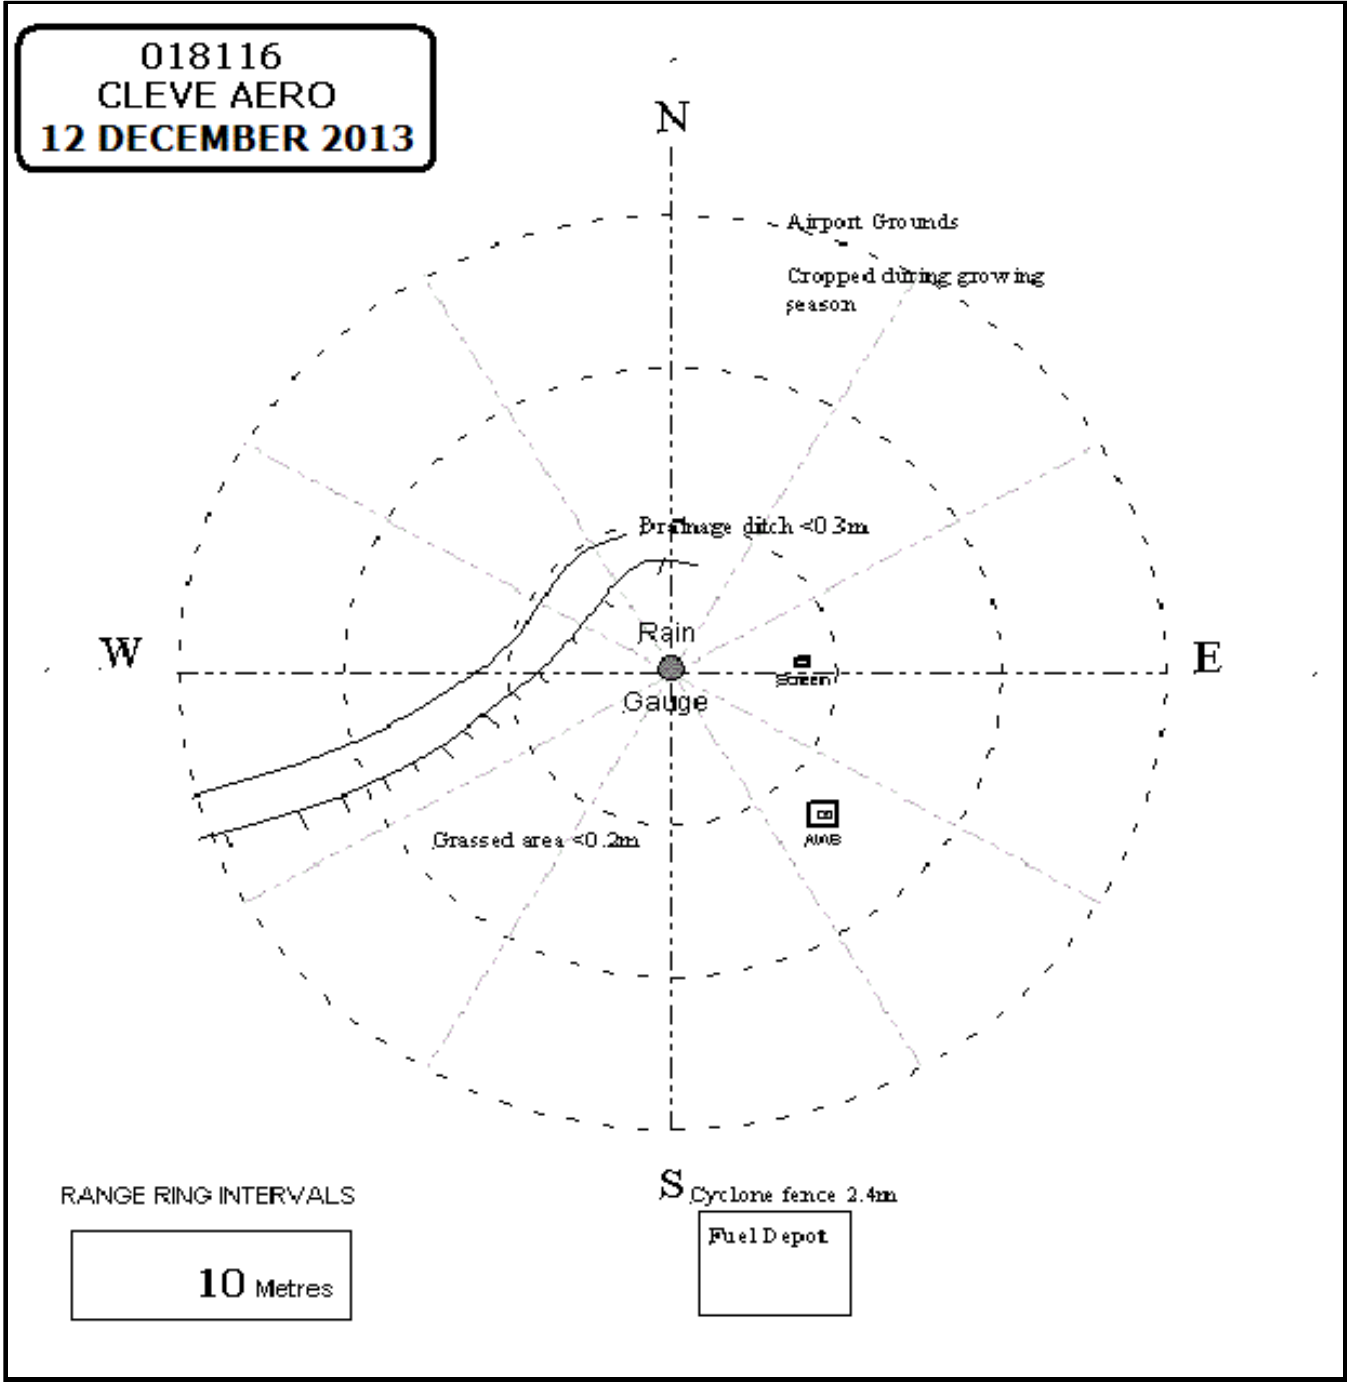 018116
CLEVE AERO
12 DECEMBER 2013
N
Airport Grounds
Cropped during growing
season
Drainage ditch <0.3m
W
Rain
Gauge
Screen
E
AWS
Grassed area <0.2m
S
Cyclone fence 2.4m
Fuel Depot
RANGE RING INTERVALS
10 Metres